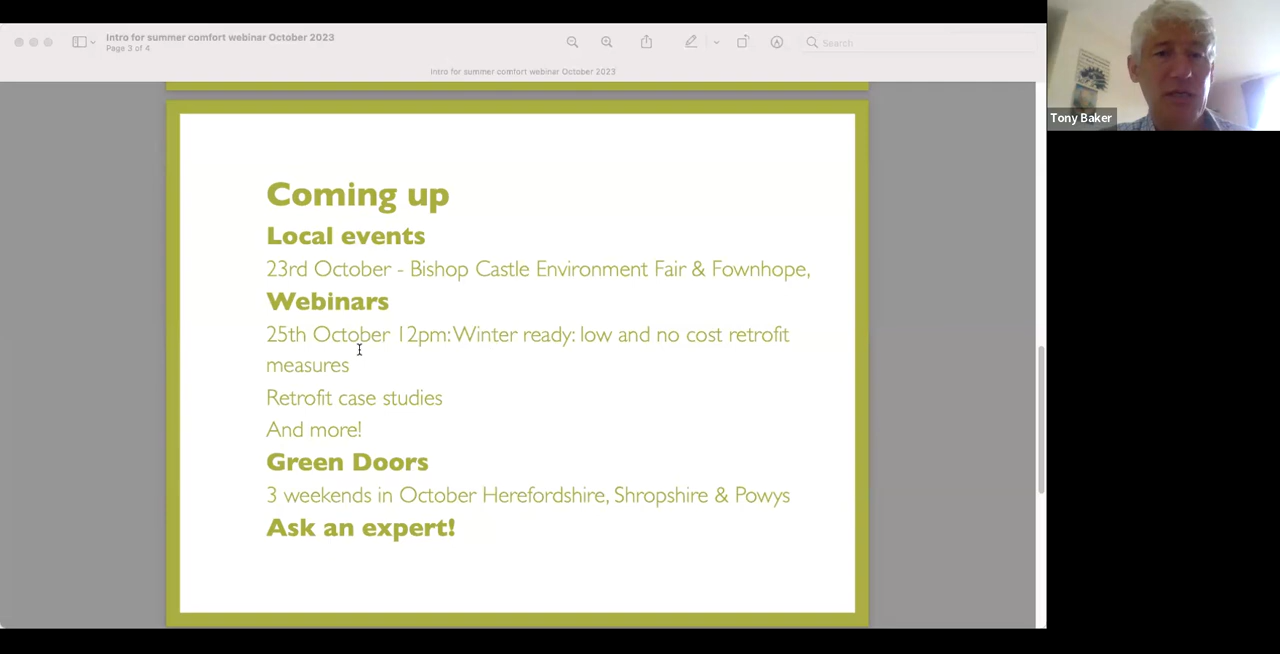 Intro for summer comfort webinar October 2023
Page 3 of 4
Search
Intro for summer comfort webinar October 2023
Tony Baker
Coming up
Local events
23rd October - Bishop Castle Environment Fair & Fownhope,
Webinars
25th October 12pm: Winter ready: low and no cost retrofit
measures
Retrofit case studies
And more!
Green Doors
3 weekends in October Herefordshire, Shropshire & Powys
Ask an expert!